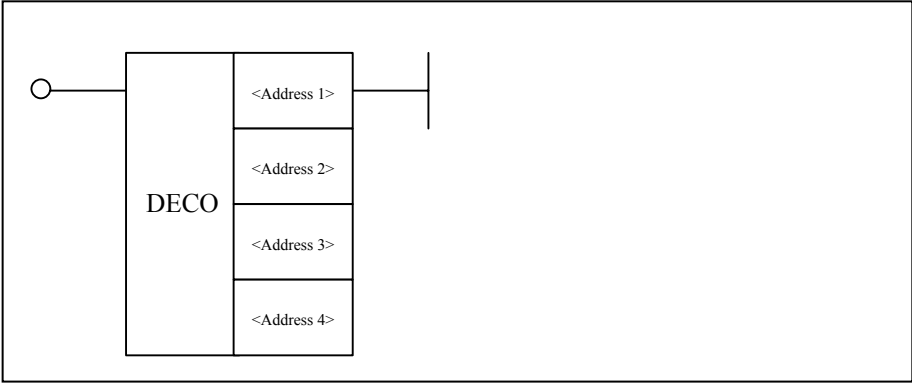 <Address 1>
<Address 2>
DECO
<Address 3>
<Address 4>